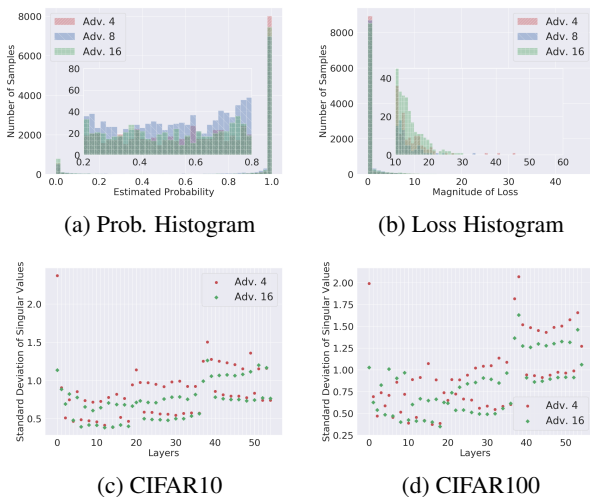 8000
6000
4000
2000
0
Number of Samples
Adv. 4
Adv. 8
Adv. 16
80
60
40
20
0
0.2 0.4 0.6 0.8
0.0 0.2 0.4 0.6 0.8 1.0
Estimated Probability
(a) Prob. Histogram
8000
6000
4000
2000
0
Number of Samples
Adv. 4
Adv. 8
Adv. 16
40
20
0
10 20 30 40 50 60
0 10 20 30 40
Magnitude of Loss
(b) Loss Histogram
Standard Deviation of Singular Values
2.0
1.5
1.0
0.5
Adv. 4
Adv. 16
0 10 20 30 40 50
Layers
(c) CIFAR10
Standard Deviation of Singular Values
2.00
1.75
1.50
1.25
1.00
0.75
0.50
0.25
Adv. 4
Adv. 16
0 10 20 30 40 50
Layers
(d) CIFAR100